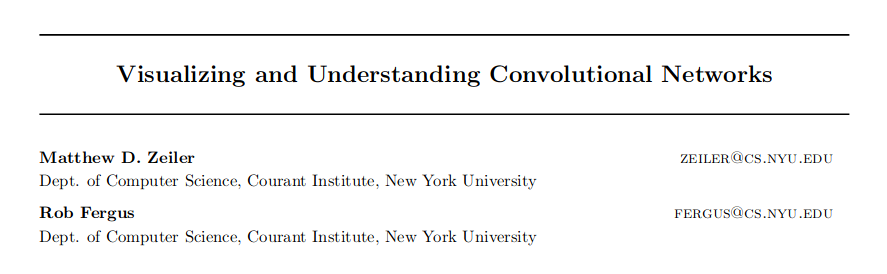 Visualizing and Understanding Convolutional Networks
Matthew D. Zeiler ZEILER@CS.NYU.EDU
Dept. of Computer Science, Courant Institute, New York University
Rob Fergus FERGUS@CS.NYU.EDU
Dept. of Computer Science, Courant Institute, New York University